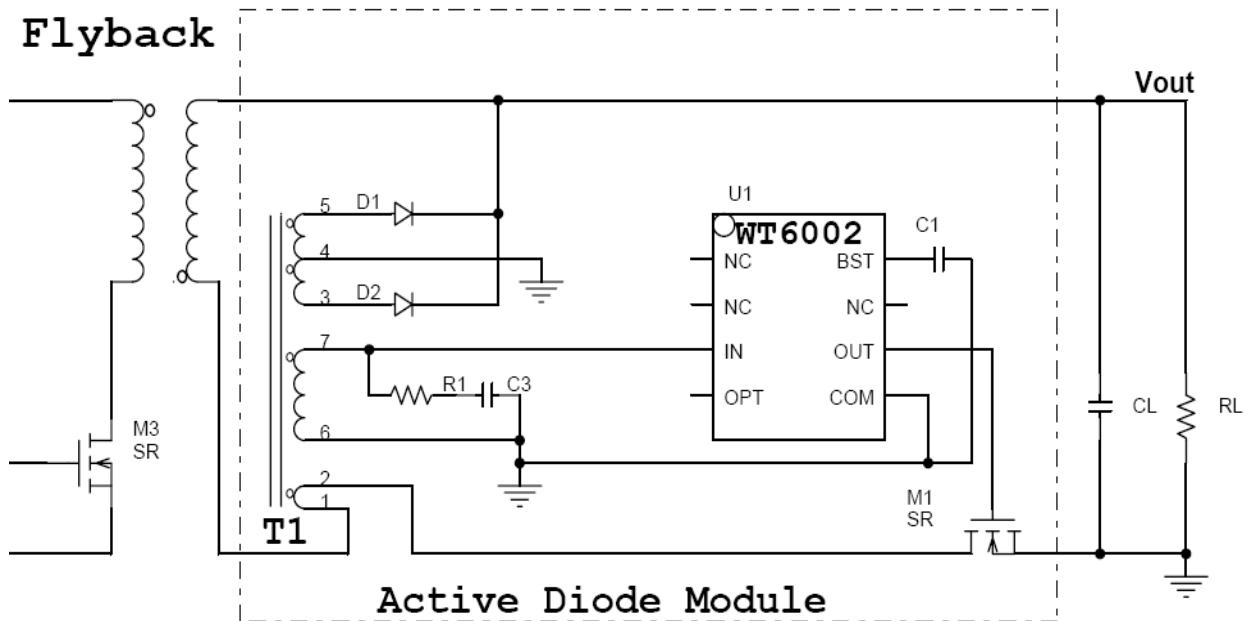 Flyback
Vout
U1
5 D1
WT6002
C1
4
NC BST
3 D2
NC NC
7
IN OUT
R1 C3
OPT COM
CL RL
M3
SR
6
2
1
M1
SR
T1
Active Diode Module